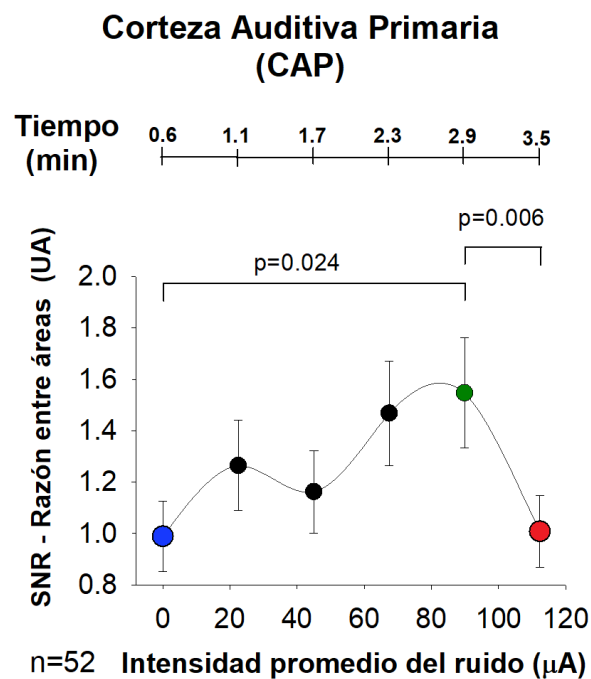 Corteza Auditiva Primaria
(CAP)
Tiempo
(min)
0.6 1.1 1.7 2.3 2.9 3.5
p=0.006
p=0.024
SNR - Razón entre áreas (UA)
2.0
1.8
1.6
1.4
1.2
1.0
0.8
0 20 40 60 80 100 120
n=52 Intensidad promedio del ruido (μA)